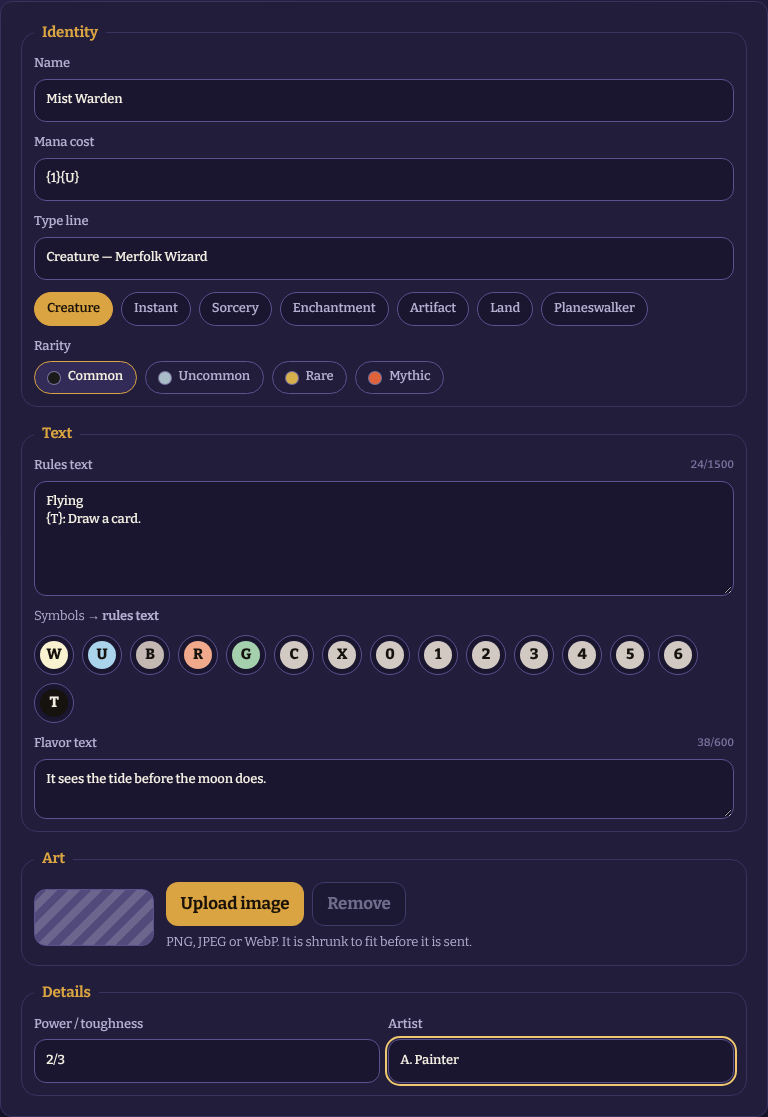 Identity
Name
Mist Warden
Mana cost
{1}{U}
Type line
Creature — Merfolk Wizard
Creature Instant Sorcery Enchantment Artifact Land Planeswalker
Rarity
Common Uncommon Rare Mythic
Text
Rules text 24/1500
Flying
{T}: Draw a card.
Symbols → rules text
W U B R G C X 0 1 2 3 4 5 6
T
Flavor text 38/600
It sees the tide before the moon does.
Art
Upload image Remove
PNG, JPEG or WebP. It is shrunk to fit before it is sent.
Details
Power / toughness Artist
2/3 A. Painter